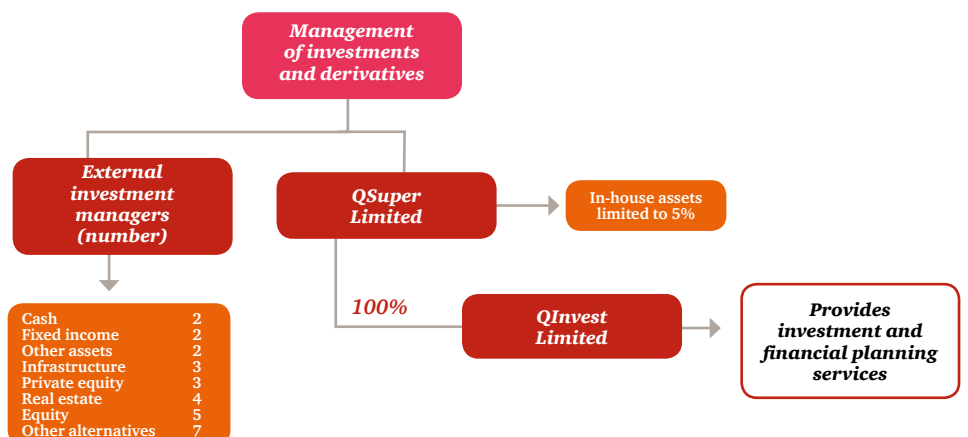 Management
of investments
and derivatives
External
investment
managers
(number)
QSuper
Limited
In-house assets
limited to 5%
100%
QInvest
Limited
Provides
investment and
financial planning
services
Cash 2
Fixed income 2
Other assets 2
Infrastructure 3
Private equity 3
Real estate 4
Equity 5
Other alternatives 7